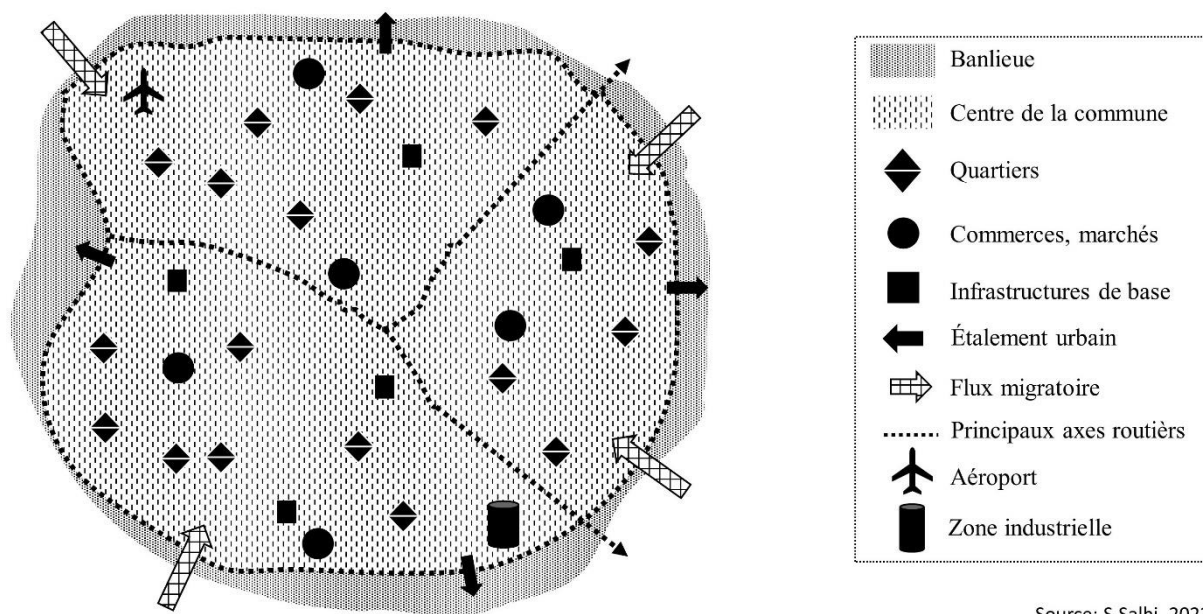 Banlieue
Centre de la commune
Quartiers
Commerces, marchés
Infrastructures de base
Étalement urbain
Flux migratoire
Principaux axes routièrs
Aéroport
Zone industrielle
Source: S.Salhi, 202